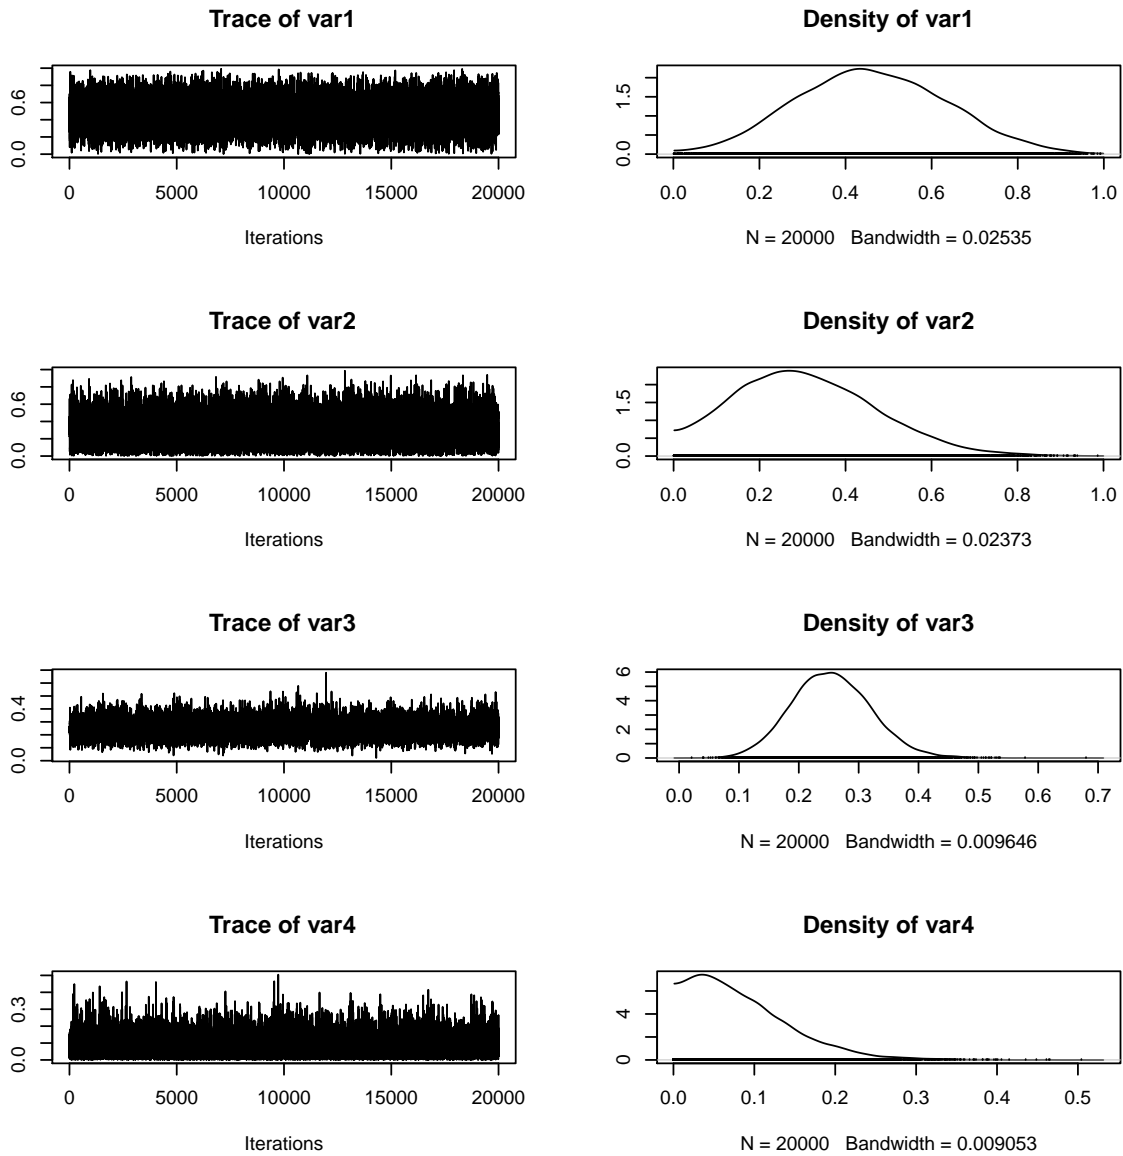 Trace of var1
0.0 0.6
0 5000 10000 15000 20000
Iterations
Density of var1
0.0 1.5
0.0 0.2 0.4 0.6 0.8 1.0
N = 20000 Bandwidth = 0.02535
Trace of var2
0.0 0.6
0 5000 10000 15000 20000
Iterations
Density of var2
0.0 1.5
0.0 0.2 0.4 0.6 0.8 1.0
N = 20000 Bandwidth = 0.02373
Trace of var3
0.0 0.4
0 5000 10000 15000 20000
Iterations
Density of var3
0 2 4 6
0.0 0.1 0.2 0.3 0.4 0.5 0.6 0.7
N = 20000 Bandwidth = 0.009646
Trace of var4
0.0 0.3
0 5000 10000 15000 20000
Iterations
Density of var4
0 4
0.0 0.1 0.2 0.3 0.4 0.5
N = 20000 Bandwidth = 0.009053